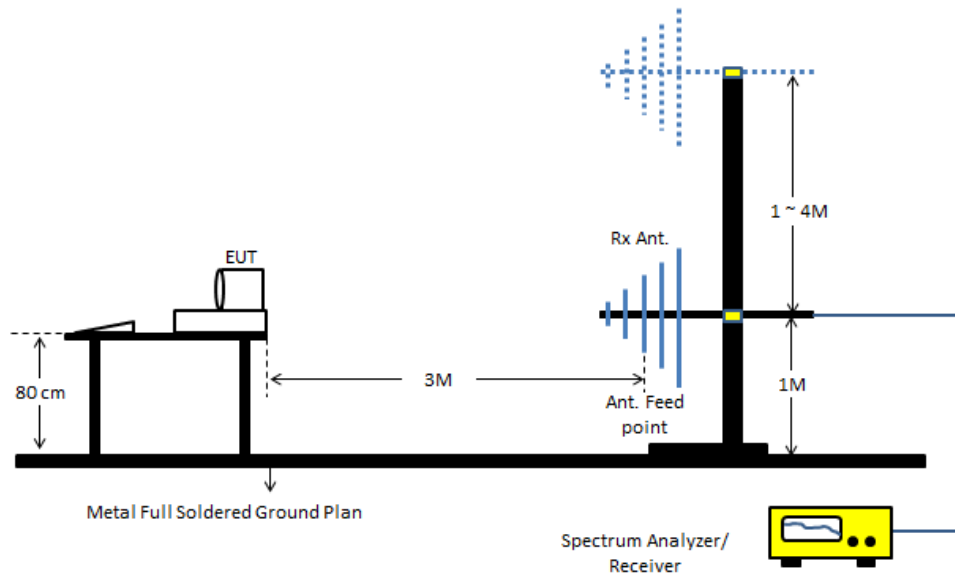 1 ~ 4M
Rx Ant.
EUT
3M
80 cm
1M
Ant. Feed
point
Metal Full Soldered Ground Plan
Spectrum Analyzer/
Receiver